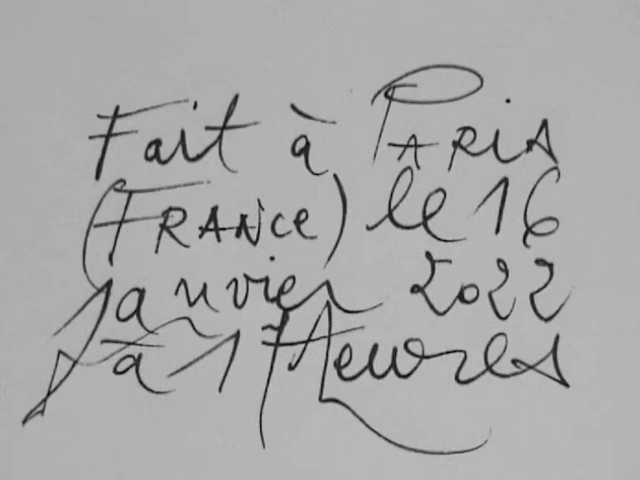 Fait à PARiS
(FRANCe) le 16
janvier 2022
à 17 Heures